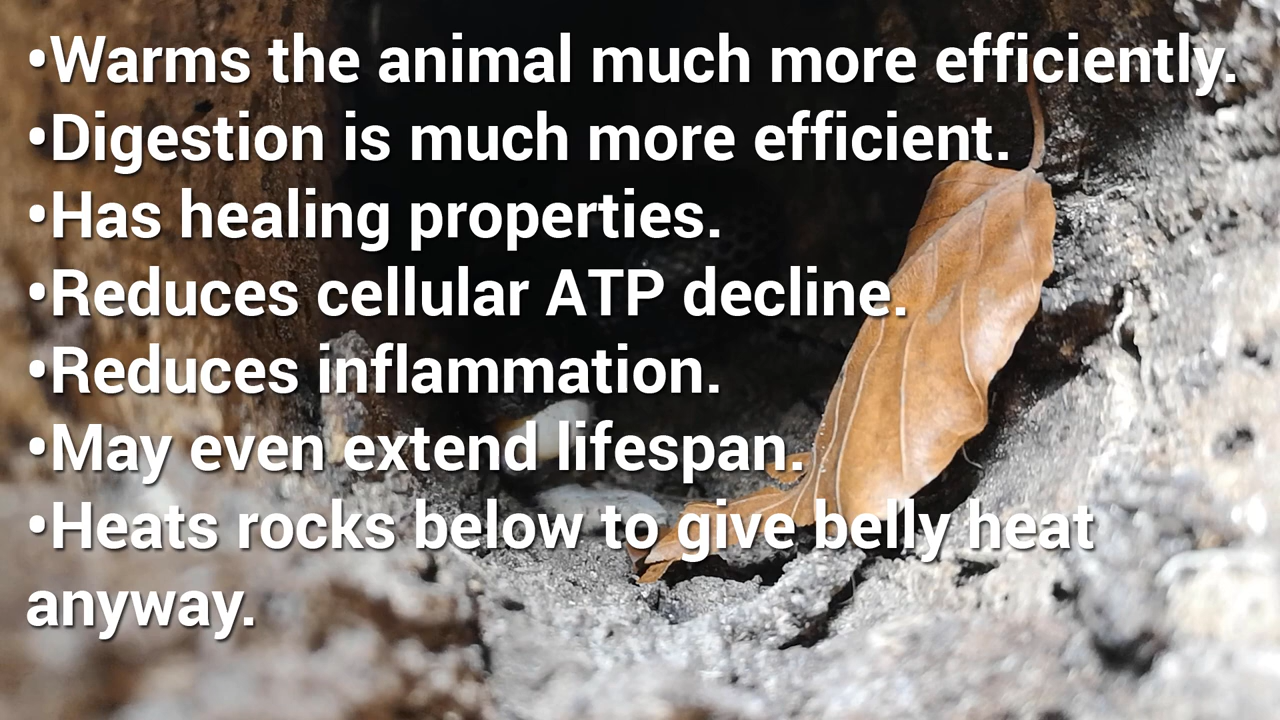 •Warms the animal much more efficiently.
•Digestion is much more efficient.
•Has healing properties.
•Reduces cellular ATP decline.
•Reduces inflammation.
•May even extend lifespan.
•Heats rocks below to give belly heat
anyway.